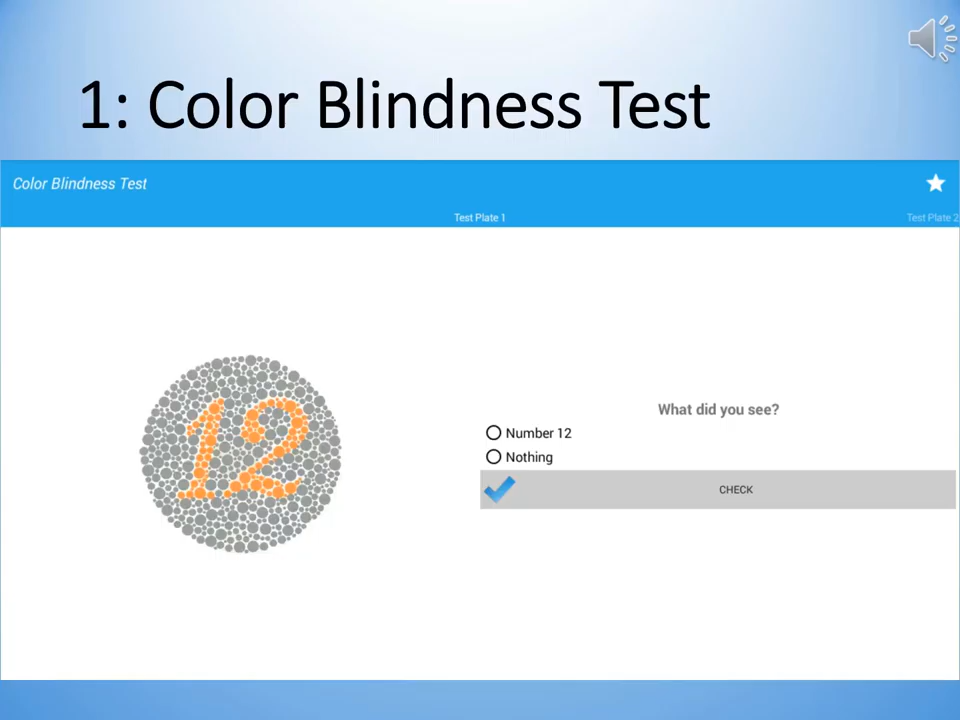 1: Color Blindness Test
Color Blindness Test
Test Plate 1
Test Plate 2
12
What did you see?
Number 12
Nothing
CHECK